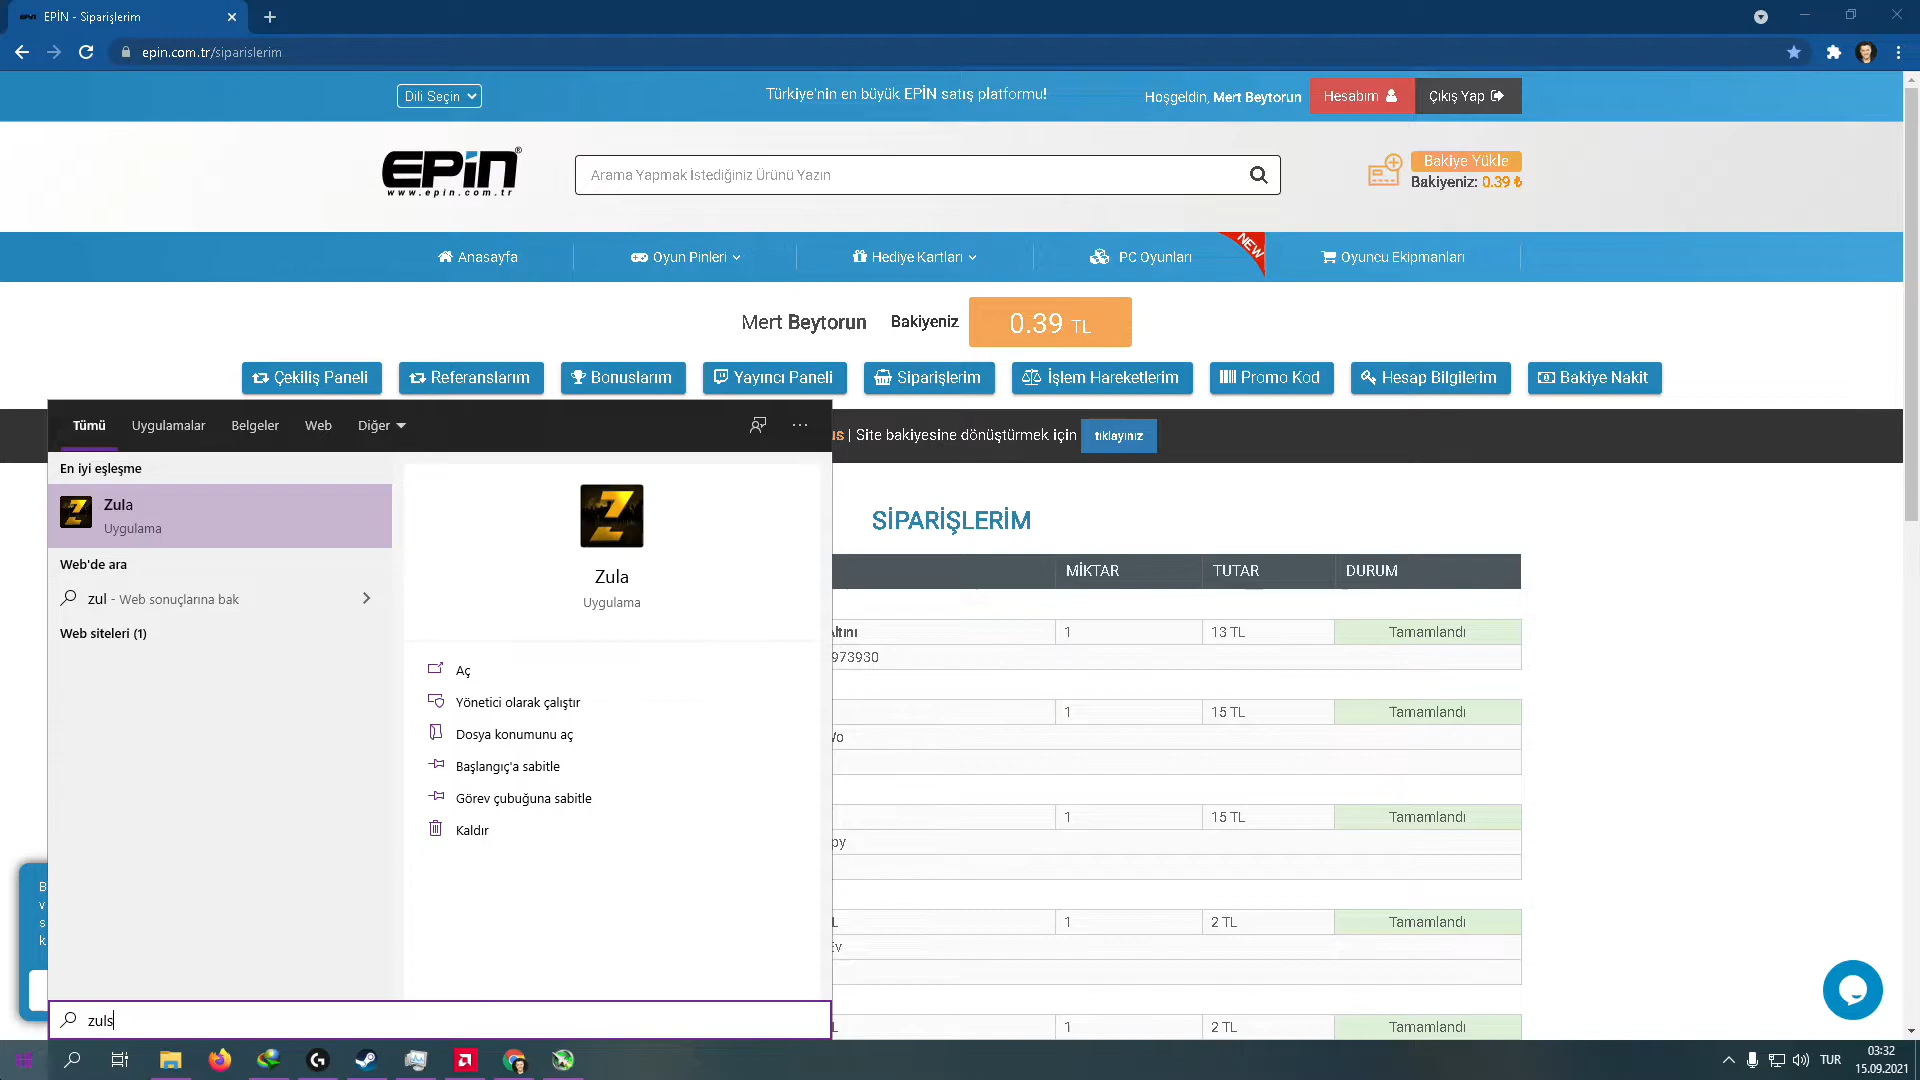 EPİN - Siparişlerim
epin.com.tr/siparislerim
Dili Seçin
Türkiye'nin en büyük EPİN satış platformu!
Hoşgeldin, Mert Beytorun
Hesabım
Çıkış Yap
EPiN®
www.epin.com.tr
Arama Yapmak İstediğiniz Ürünü Yazın
Bakiye Yükle
Bakiyeniz: 0.39 ₺
Anasayfa
Oyun Pinleri
Hediye Kartları
PC Oyunları
NEW
Oyuncu Ekipmanları
Mert Beytorun
Bakiyeniz
0.39 TL
Çekiliş Paneli
Referanslarım
Bonuslarım
Yayıncı Paneli
Siparişlerim
İşlem Hareketlerim
Promo Kod
Hesap Bilgilerim
Bakiye Nakit
Tümü
Uygulamalar
Belgeler
Web
Diğer
| Site bakiyesine dönüştürmek için
tıklayınız
En iyi eşleşme
Zula
Uygulama
Web'de ara
zul - Web sonuçlarına bak
Web siteleri (1)
Zula
Uygulama
Aç
Yönetici olarak çalıştır
Dosya konumunu aç
Başlangıç'a sabitle
Görev çubuğuna sabitle
Kaldır
zuls
SİPARİŞLERİM
MİKTAR
TUTAR
DURUM
1
13 TL
Tamamlandı
973930
1
15 TL
Tamamlandı
1
15 TL
Tamamlandı
py
1
2 TL
Tamamlandı
1
2 TL
Tamamlandı
TUR
03:32
15.09.2021